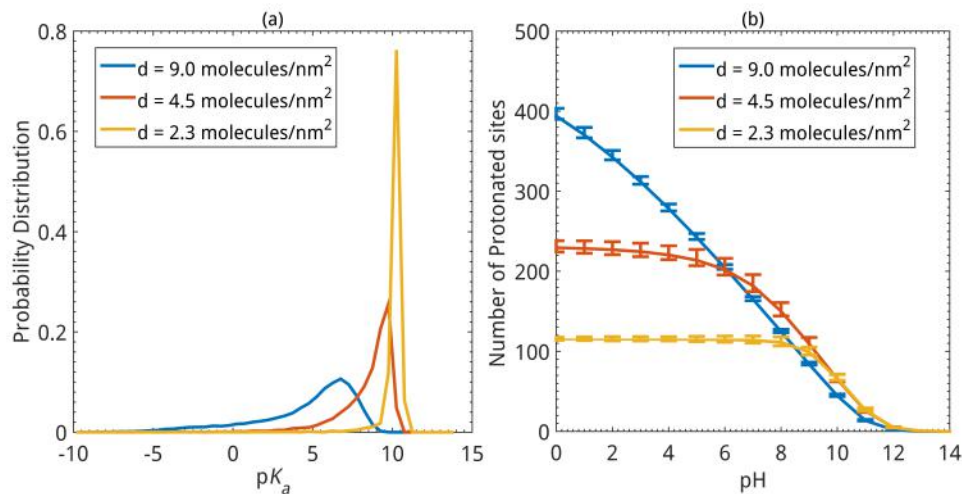 (a)
0.8
0.6
0.4
0.2
0
Probability Distribution
d = 9.0 molecules/nm²
d = 4.5 molecules/nm²
d = 2.3 molecules/nm²
-10 -5 0 5 10 15
pKₐ
(b)
500
400
300
200
100
0
Number of Protonated sites
d = 9.0 molecules/nm²
d = 4.5 molecules/nm²
d = 2.3 molecules/nm²
0 2 4 6 8 10 12 14
pH